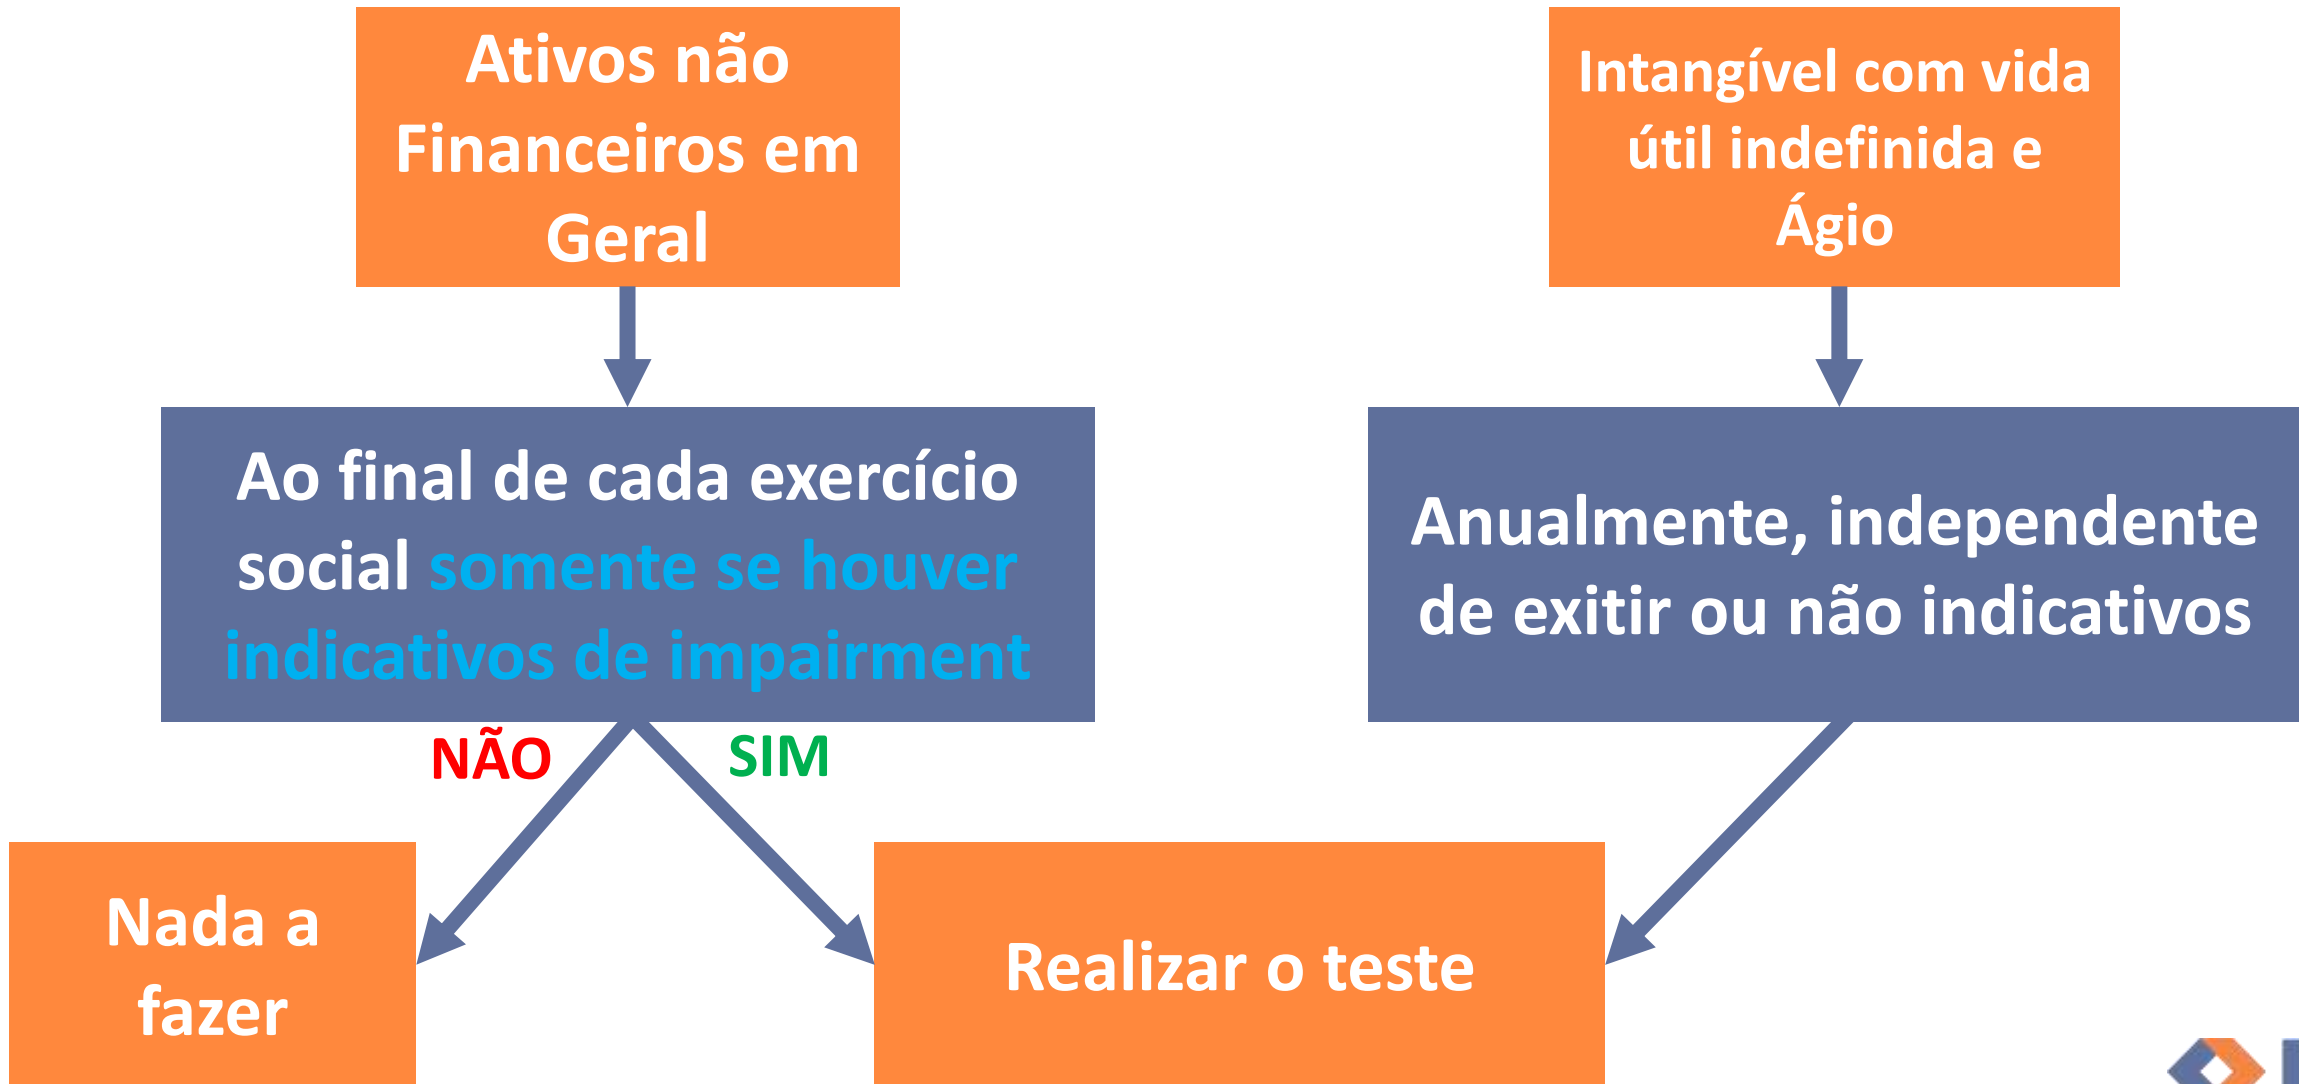 Ativos não
Financeiros em
Geral
Intangível com vida
útil indefinida e
Ágio
Ao final de cada exercício
social somente se houver
indicativos de impairment
Anualmente, independente
de exitir ou não indicativos
NÃO
SIM
Nada a
fazer
Realizar o teste